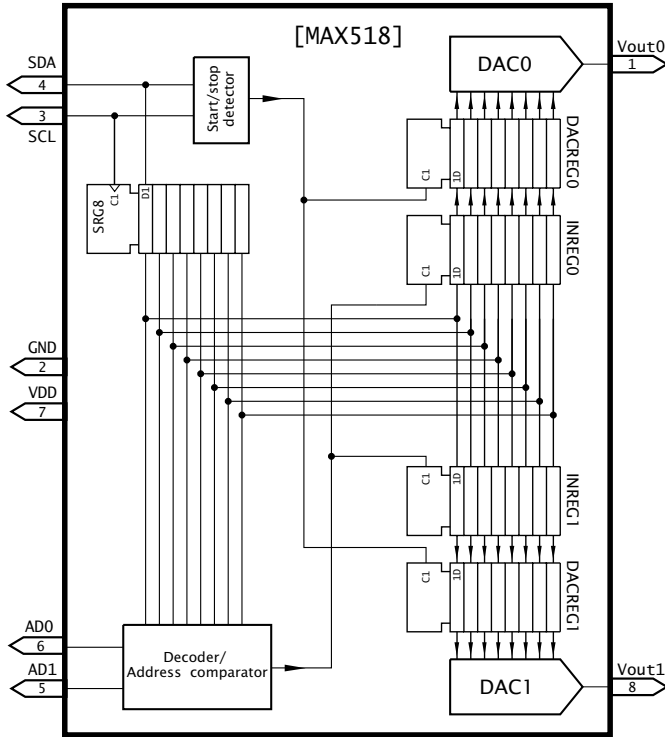 [MAX518]
SDA
4
3
SCL
Start/stop
detector
DAC0
Vout0
1
C1
1D
DACREG0
SRG8
C1
D1
C1
1D
INREG0
GND
2
VDD
7
C1
1D
INREG1
C1
1D
DACREG1
AD0
6
AD1
5
Decoder/
Address comparator
DAC1
Vout1
8